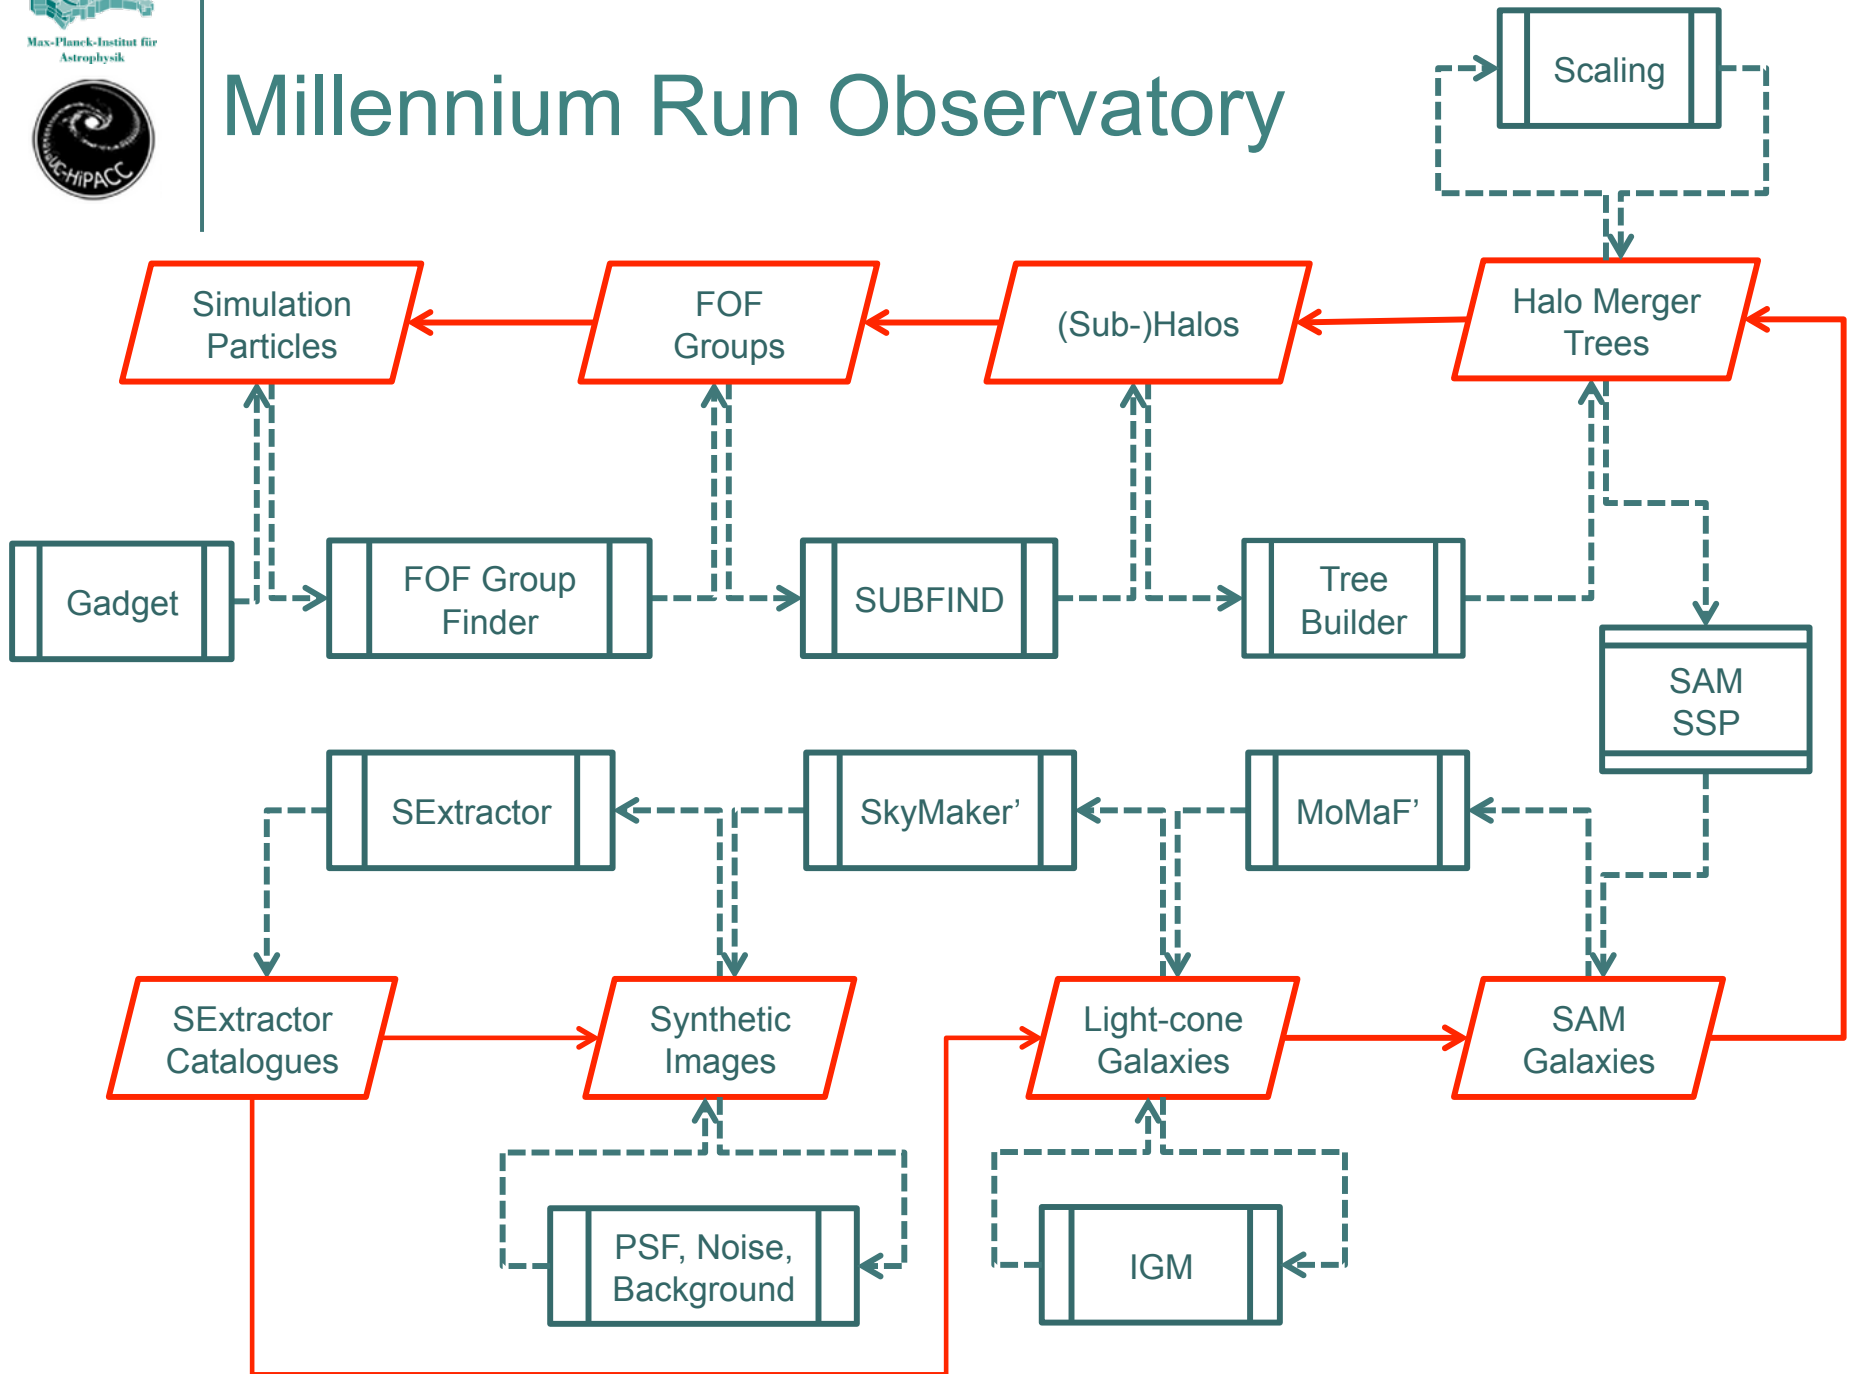 Max-Planck-Institut für
Astrophysik
UC-HiPACC
Millennium Run Observatory
Scaling
Simulation
Particles
FOF
Groups
(Sub-)Halos
Halo Merger
Trees
Gadget
FOF Group
Finder
SUBFIND
Tree
Builder
SAM
SSP
SExtractor
SkyMaker’
MoMaF’
SExtractor
Catalogues
Synthetic
Images
Light-cone
Galaxies
SAM
Galaxies
PSF, Noise,
Background
IGM